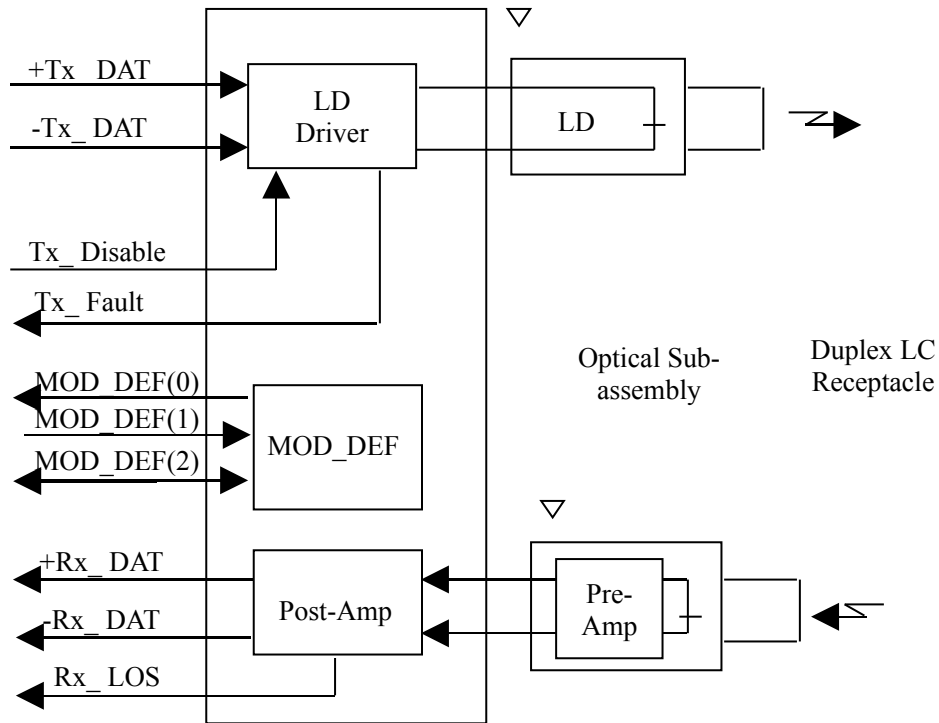 +Tx_ DAT
-Tx_ DAT
LD
Driver
LD
Tx_ Disable
Tx_ Fault
Optical Sub-
assembly
Duplex LC
Receptacle
MOD_DEF(0)
MOD_DEF(1)
MOD_DEF(2)
MOD_DEF
+Rx_ DAT
-Rx_ DAT
Rx_ LOS
Post-Amp
Pre-
Amp